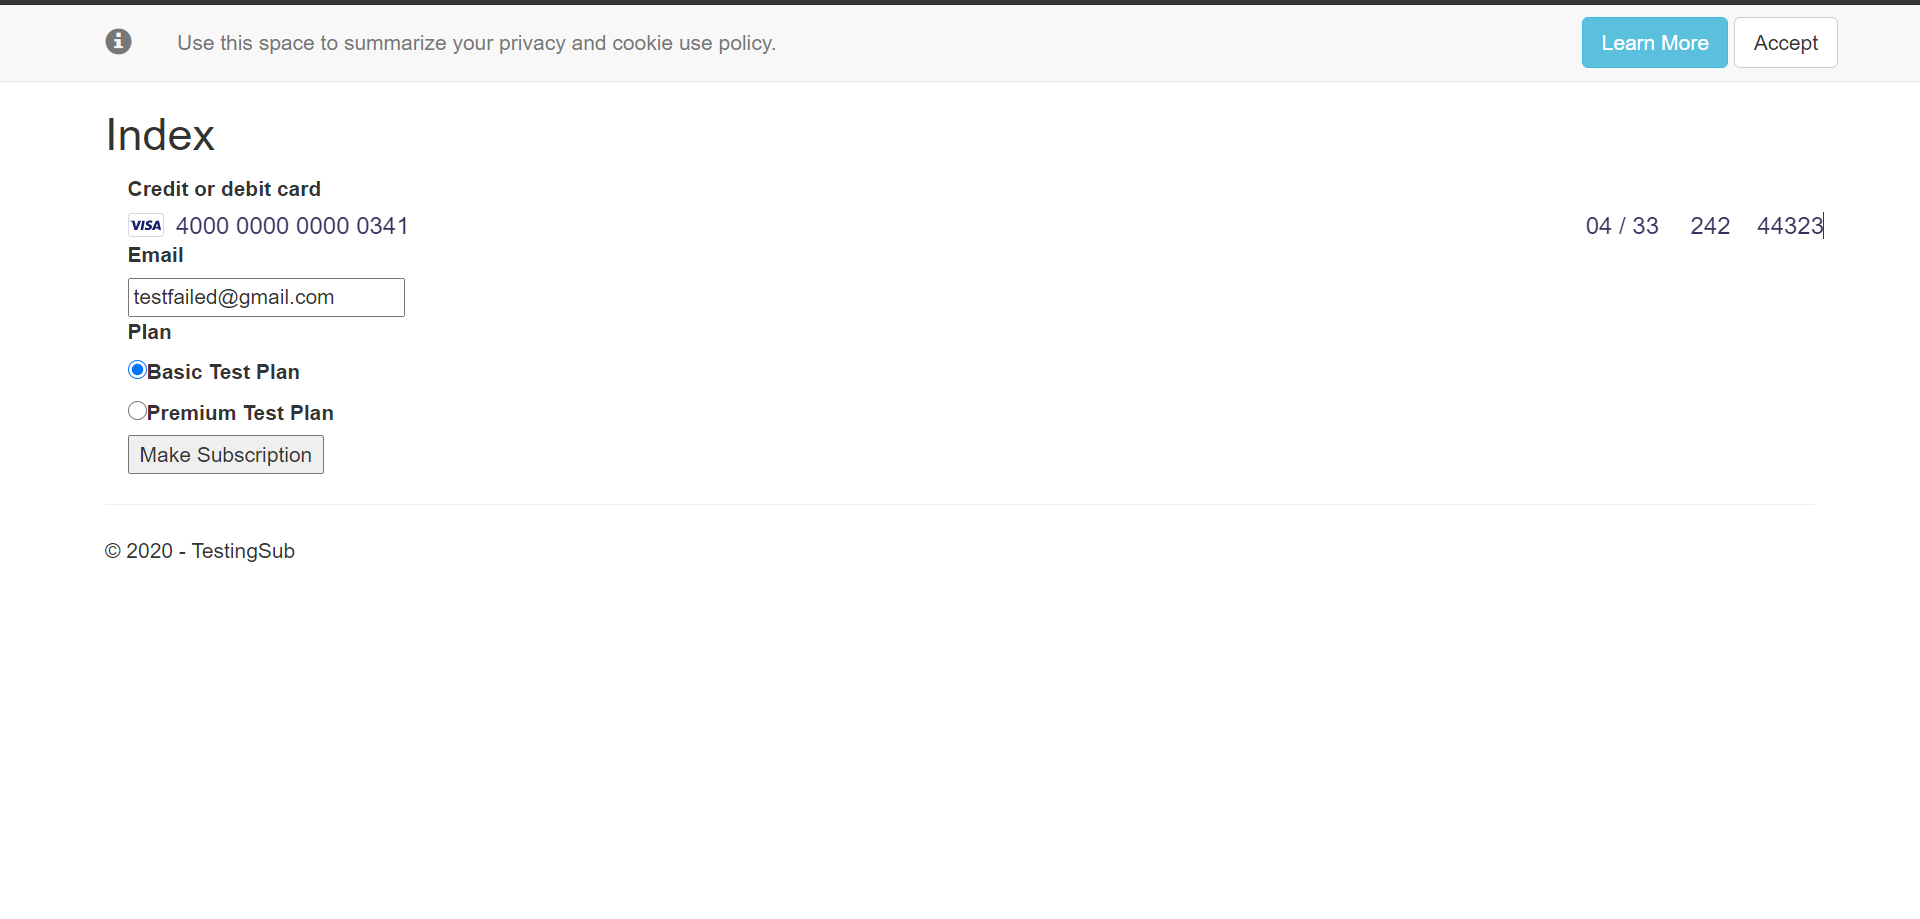 Use this space to summarize your privacy and cookie use policy. Learn More Accept
Index
Credit or debit card
VISA 4000 0000 0000 0341 04 / 33 242 44323
Email
testfailed@gmail.com
Plan
Basic Test Plan
Premium Test Plan
Make Subscription
© 2020 - TestingSub